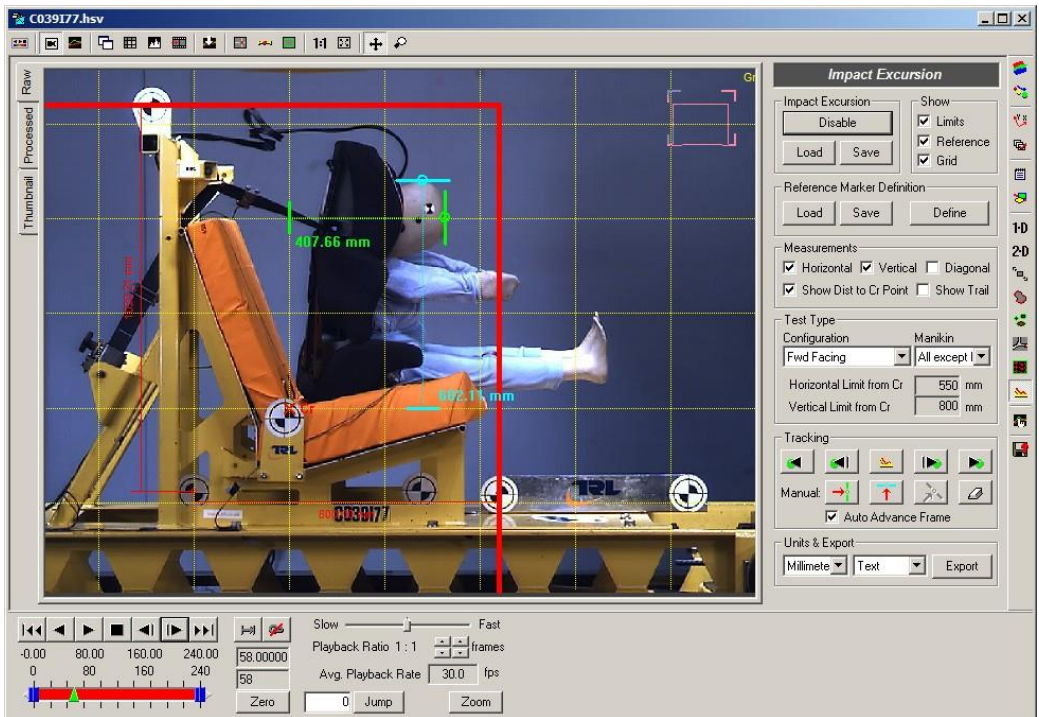 C039I77.hsv
1:1
Raw
Processed
Thumbnail
Gr
407.66 mm
602.11 mm
TRL
TRL
C039I77
Impact Excursion
Impact Excursion
Disable
Load
Save
Show
Limits
Reference
Grid
Reference Marker Definition
Load
Save
Define
Measurements
Horizontal
Vertical
Diagonal
Show Dist to Cr Point
Show Trail
Test Type
Configuration
Manikin
Fwd Facing
All except
Horizontal Limit from Cr
550
mm
Vertical Limit from Cr
800
mm
Tracking
Manual:
Auto Advance Frame
Units & Export
Millimete
Text
Export
1-D
2-D
-0.00 80.00 160.00 240.00
0 80 160 240
58.00000
58
Zero
Slow
Fast
Playback Ratio 1 : 1
frames
Avg. Playback Rate
30.0
fps
0
Jump
Zoom